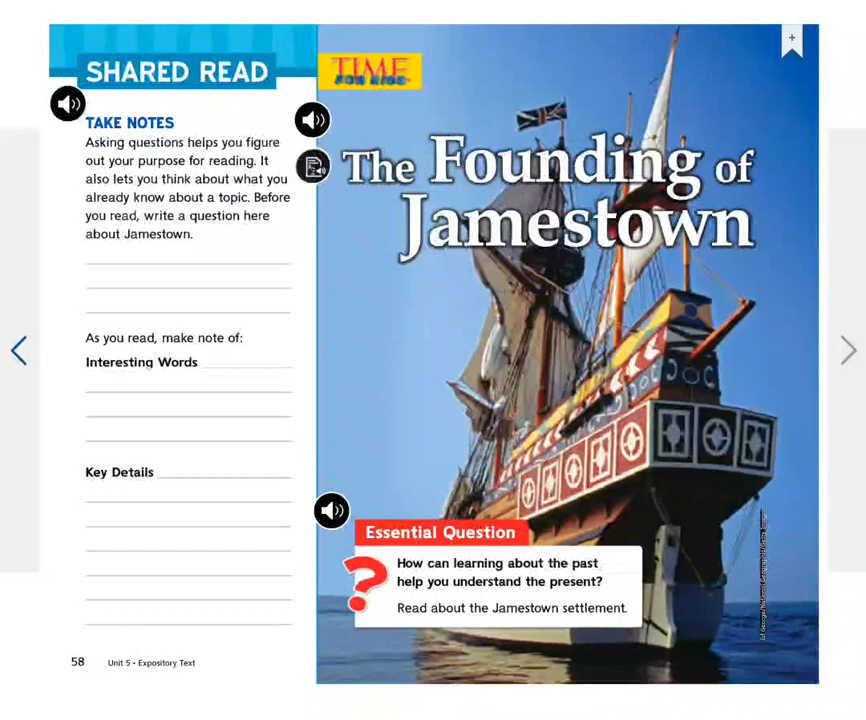 SHARED READ
TAKE NOTES
Asking questions helps you figure
out your purpose for reading. It
also lets you think about what you
already know about a topic. Before
you read, write a question here
about Jamestown.
As you read, make note of:
Interesting Words
Key Details
58
Unit 5 • Expository Text
TIME
FOR KIDS
The Founding of
Jamestown
Essential Question
?
How can learning about the past
help you understand the present?
Read about the Jamestown settlement.
+